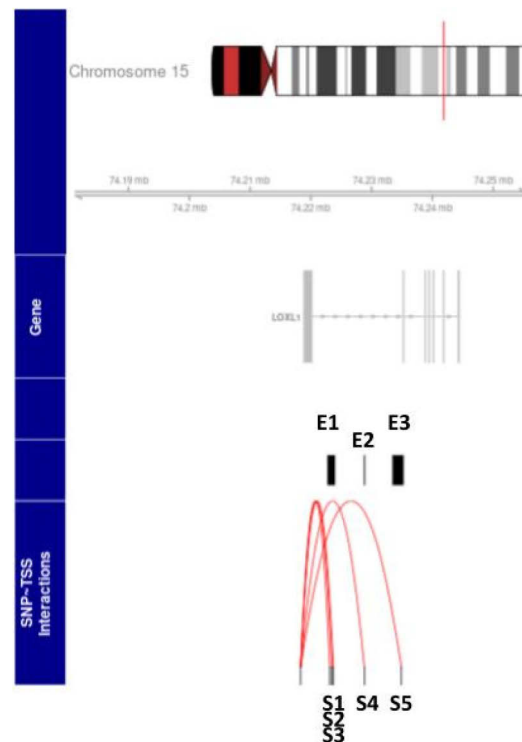 Chromosome 15
74.19 mb 74.21 mb 74.23 mb 74.25 mb
74.2 mb 74.22 mb 74.24 mb
Gene
LOXL1
E1 E3
E2
SNP~TSS
Interactions
S1 S4 S5
S2
S3